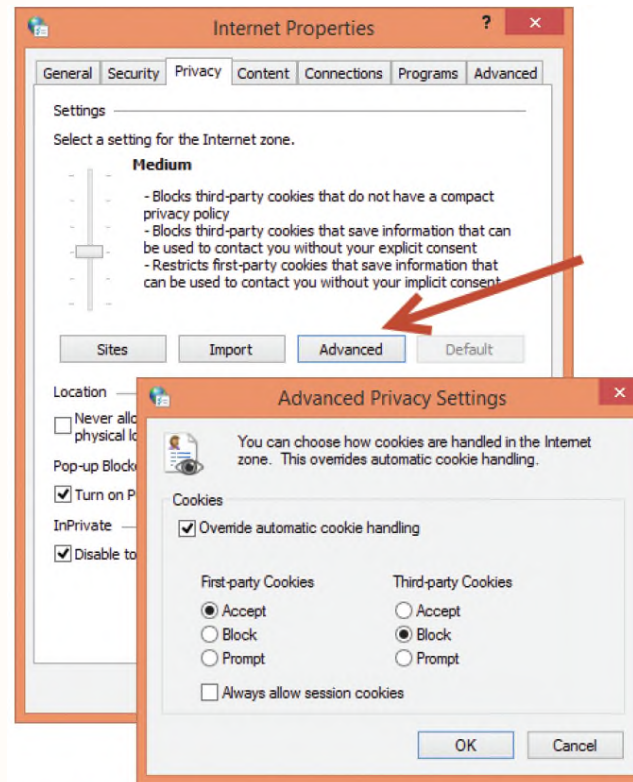 Internet Properties
?
×
General Security Privacy Content Connections Programs Advanced
Settings
Select a setting for the Internet zone.
Medium
- Blocks third-party cookies that do not have a compact
privacy policy
- Blocks third-party cookies that save information that can
be used to contact you without your explicit consent
- Restricts first-party cookies that save information that
can be used to contact you without your implicit consent
Sites Import Advanced Default
Location
Never
physical
Pop-up
Turn on
InPrivate
Disable
Advanced Privacy Settings
×
You can choose how cookies are handled in the Internet
zone. This overrides automatic cookie handling.
Cookies
Override automatic cookie handling
First-party Cookies Third-party Cookies
Accept Accept
Block Block
Prompt Prompt
Always allow session cookies
OK Cancel